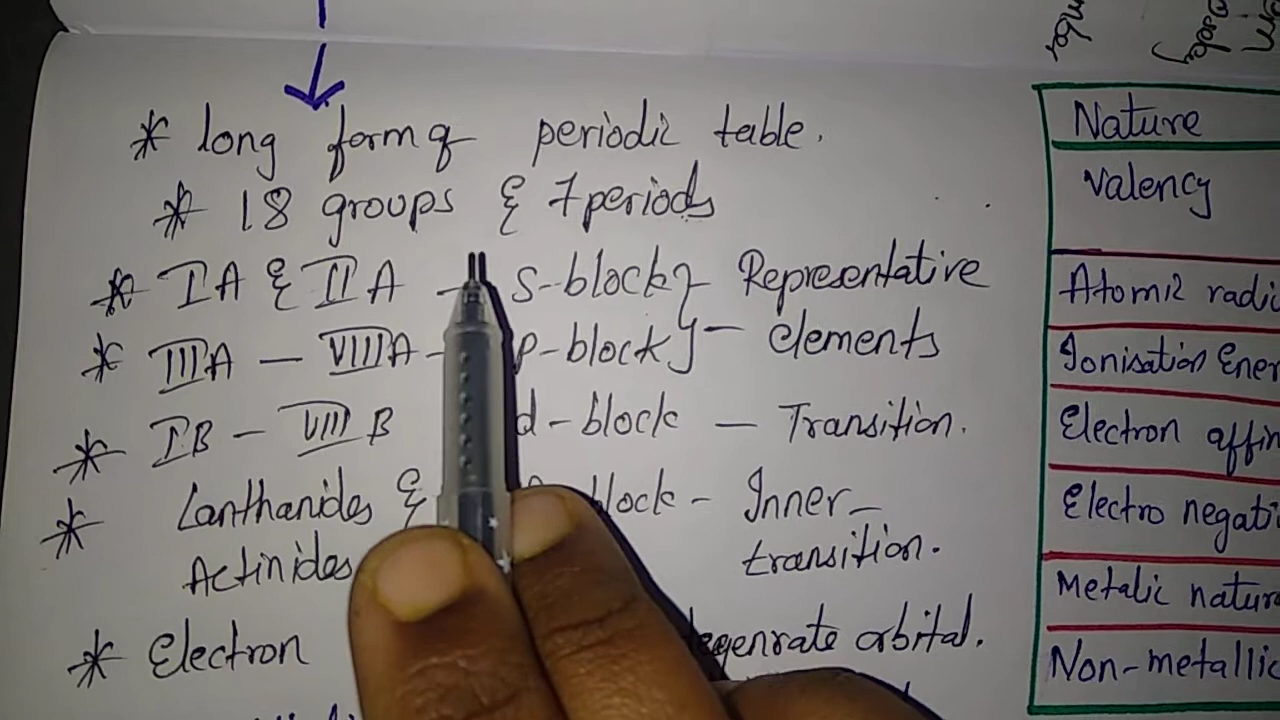 * long form of periodic table.
* 18 groups & 7 periods
* IA & IIA - s-block } Representative
* IIIA - VIIIA - p-block } - elements
* IB - VIII B d-block - Transition.
* Lanthanides & block - Inner-
Actinides transition.
* Electron degenrate orbital.
Nature
Valency
Atomic radi
Ionisation Ener
Electron affin
Electro negati
Metalic natur
Non-metallic